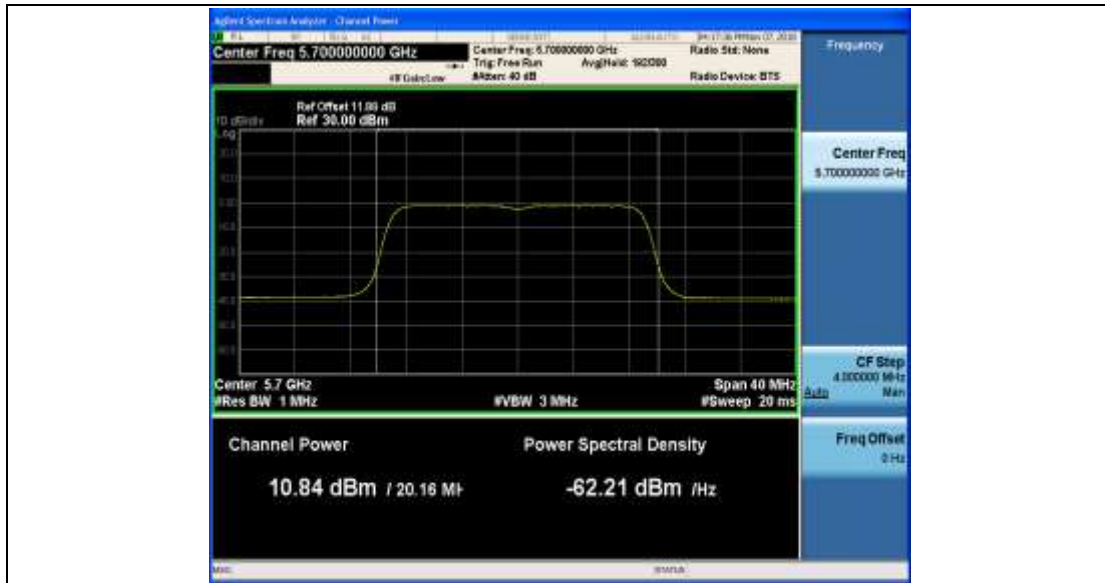 Agilent Spectrum Analyzer - Channel Power
Center Freq 5.700000000 GHz
Center Freq: 5.700000000 GHz
Radio Std: None
Trig: Free Run
#Atten: 40 dB
Radio Device: BTS
Ref Offset 11.88 dB
10 dB/div
Ref 30.00 dBm
Log
Center 5.7 GHz
Span 40 MHz
#Res BW 1 MHz
#VBW 3 MHz
#Sweep 20 ms
Channel Power
Power Spectral Density
10.84 dBm / 20.16 MH
-62.21 dBm /Hz
MSG
STATUS
Frequency
Center Freq
5.700000000 GHz
CF Step
4.000000 MHz
Auto
Man
Freq Offset
0 Hz